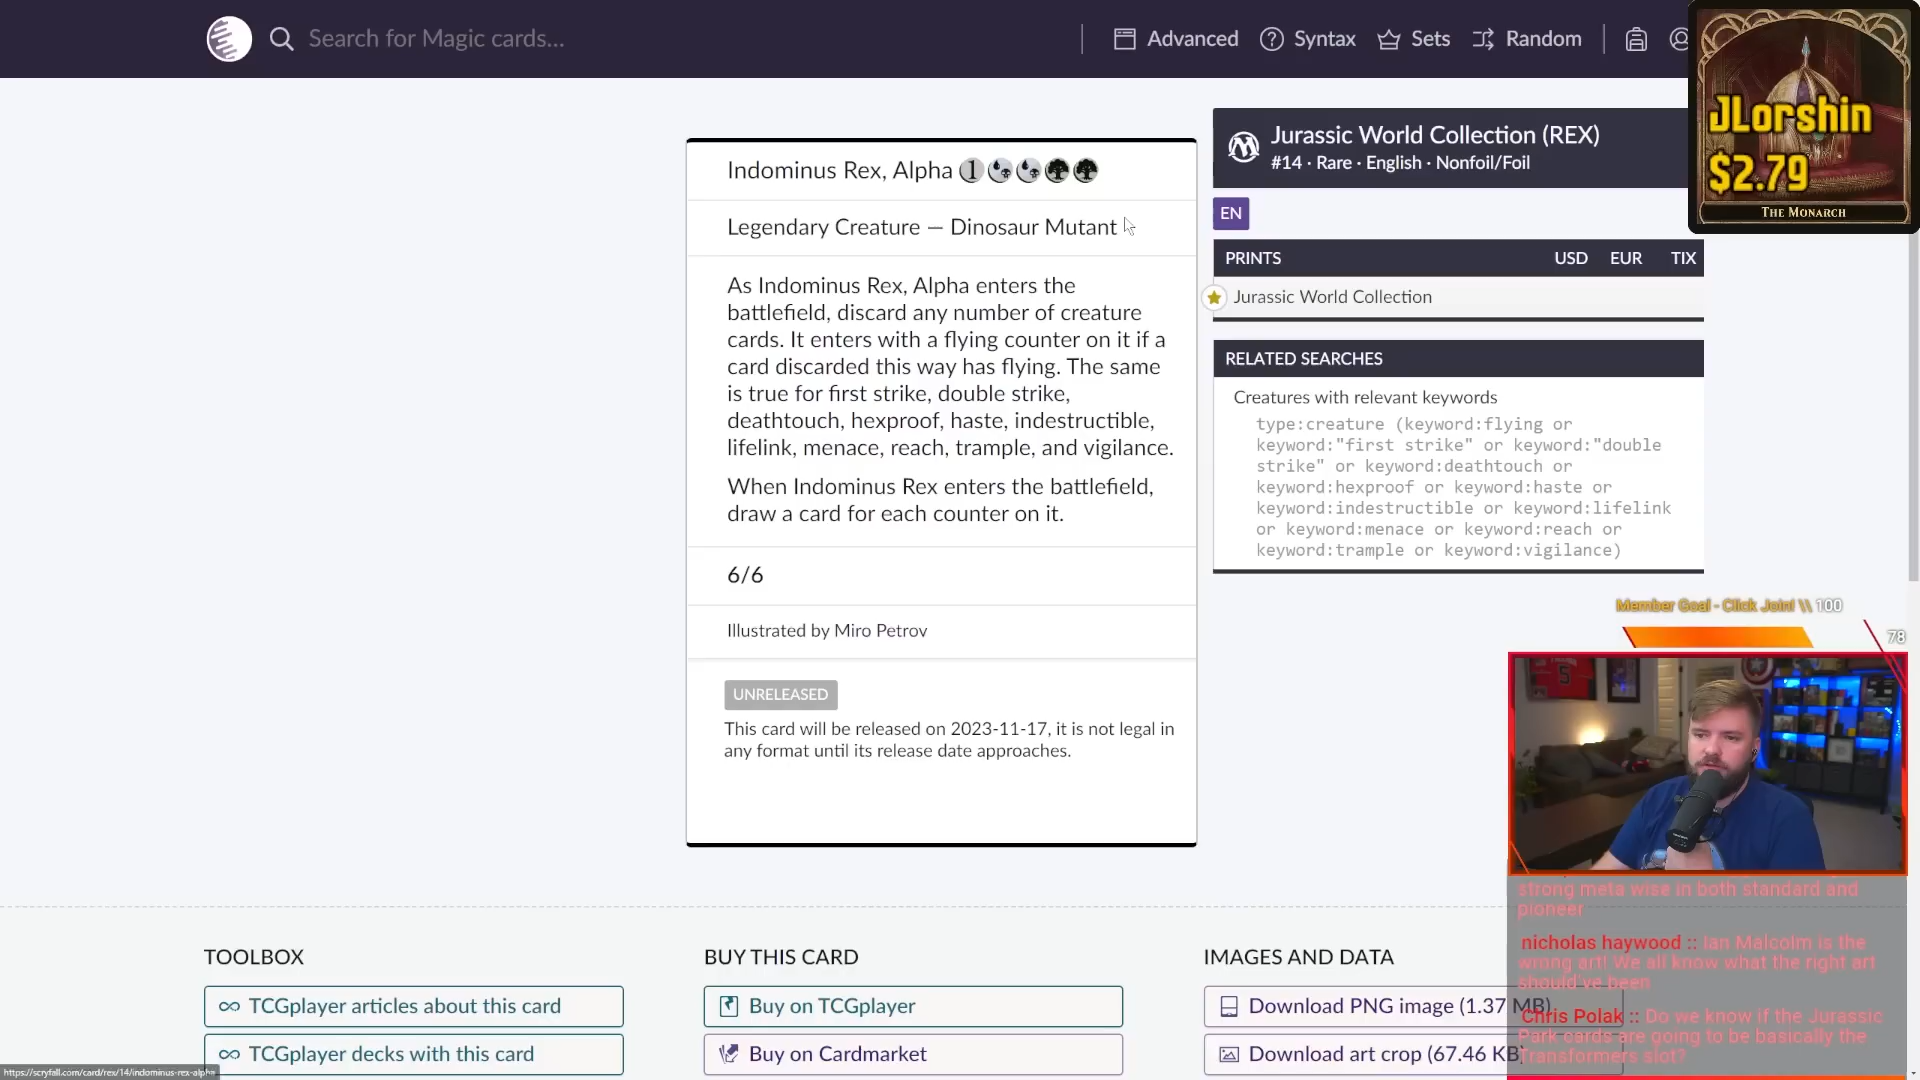 Search for Magic cards...
Advanced
Syntax
Sets
Random
JLorshin
$2.79
THE MONARCH
Indominus Rex, Alpha 1
Legendary Creature — Dinosaur Mutant
As Indominus Rex, Alpha enters the
battlefield, discard any number of creature
cards. It enters with a flying counter on it if a
card discarded this way has flying. The same
is true for first strike, double strike,
deathtouch, hexproof, haste, indestructible,
lifelink, menace, reach, trample, and vigilance.
When Indominus Rex enters the battlefield,
draw a card for each counter on it.
6/6
Illustrated by Miro Petrov
UNRELEASED
This card will be released on 2023-11-17, it is not legal in
any format until its release date approaches.
Jurassic World Collection (REX)
#14 · Rare · English · Nonfoil/Foil
EN
PRINTS USD EUR TIX
Jurassic World Collection
RELATED SEARCHES
Creatures with relevant keywords
type:creature (keyword:flying or
keyword:"first strike" or keyword:"double
strike" or keyword:deathtouch or
keyword:hexproof or keyword:haste or
keyword:indestructible or keyword:lifelink
or keyword:menace or keyword:reach or
keyword:trample or keyword:vigilance)
Member Goal - Click Join! \\ 100
78
strong meta wise in both standard and
pioneer
nicholas haywood :: Ian Malcolm is the
wrong art! We all know what the right art
should've been
Chris Polak :: Do we know if the Jurassic
Park cards are going to be basically the
Transformers slot?
TOOLBOX
TCGplayer articles about this card
TCGplayer decks with this card
BUY THIS CARD
Buy on TCGplayer
Buy on Cardmarket
IMAGES AND DATA
Download PNG image (1.37 MB)
Download art crop (67.46 KB)
https://scryfall.com/card/rex/14/indominus-rex-alpha